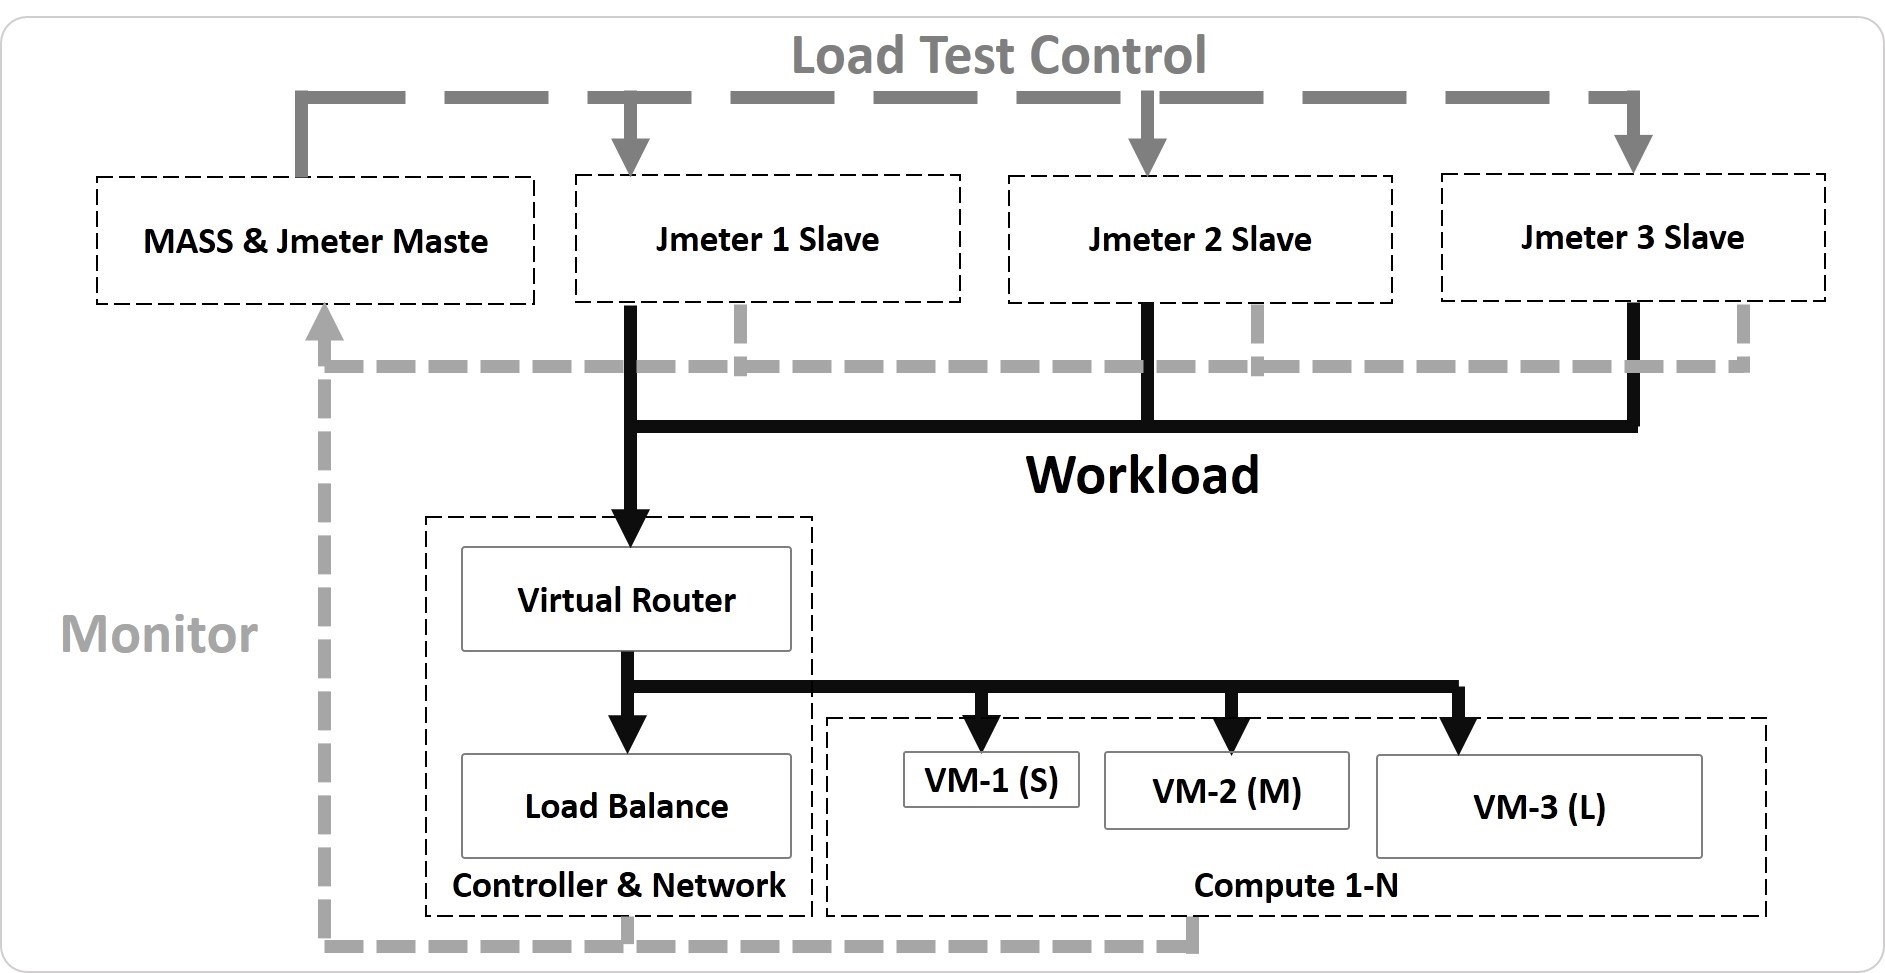 Load Test Control
MASS & Jmeter Maste
Jmeter 1 Slave
Jmeter 2 Slave
Jmeter 3 Slave
Workload
Virtual Router
Monitor
VM-1 (S)
VM-2 (M)
VM-3 (L)
Load Balance
Controller & Network
Compute 1-N